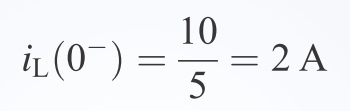 i_L(0⁻) = 10/5 = 2 A